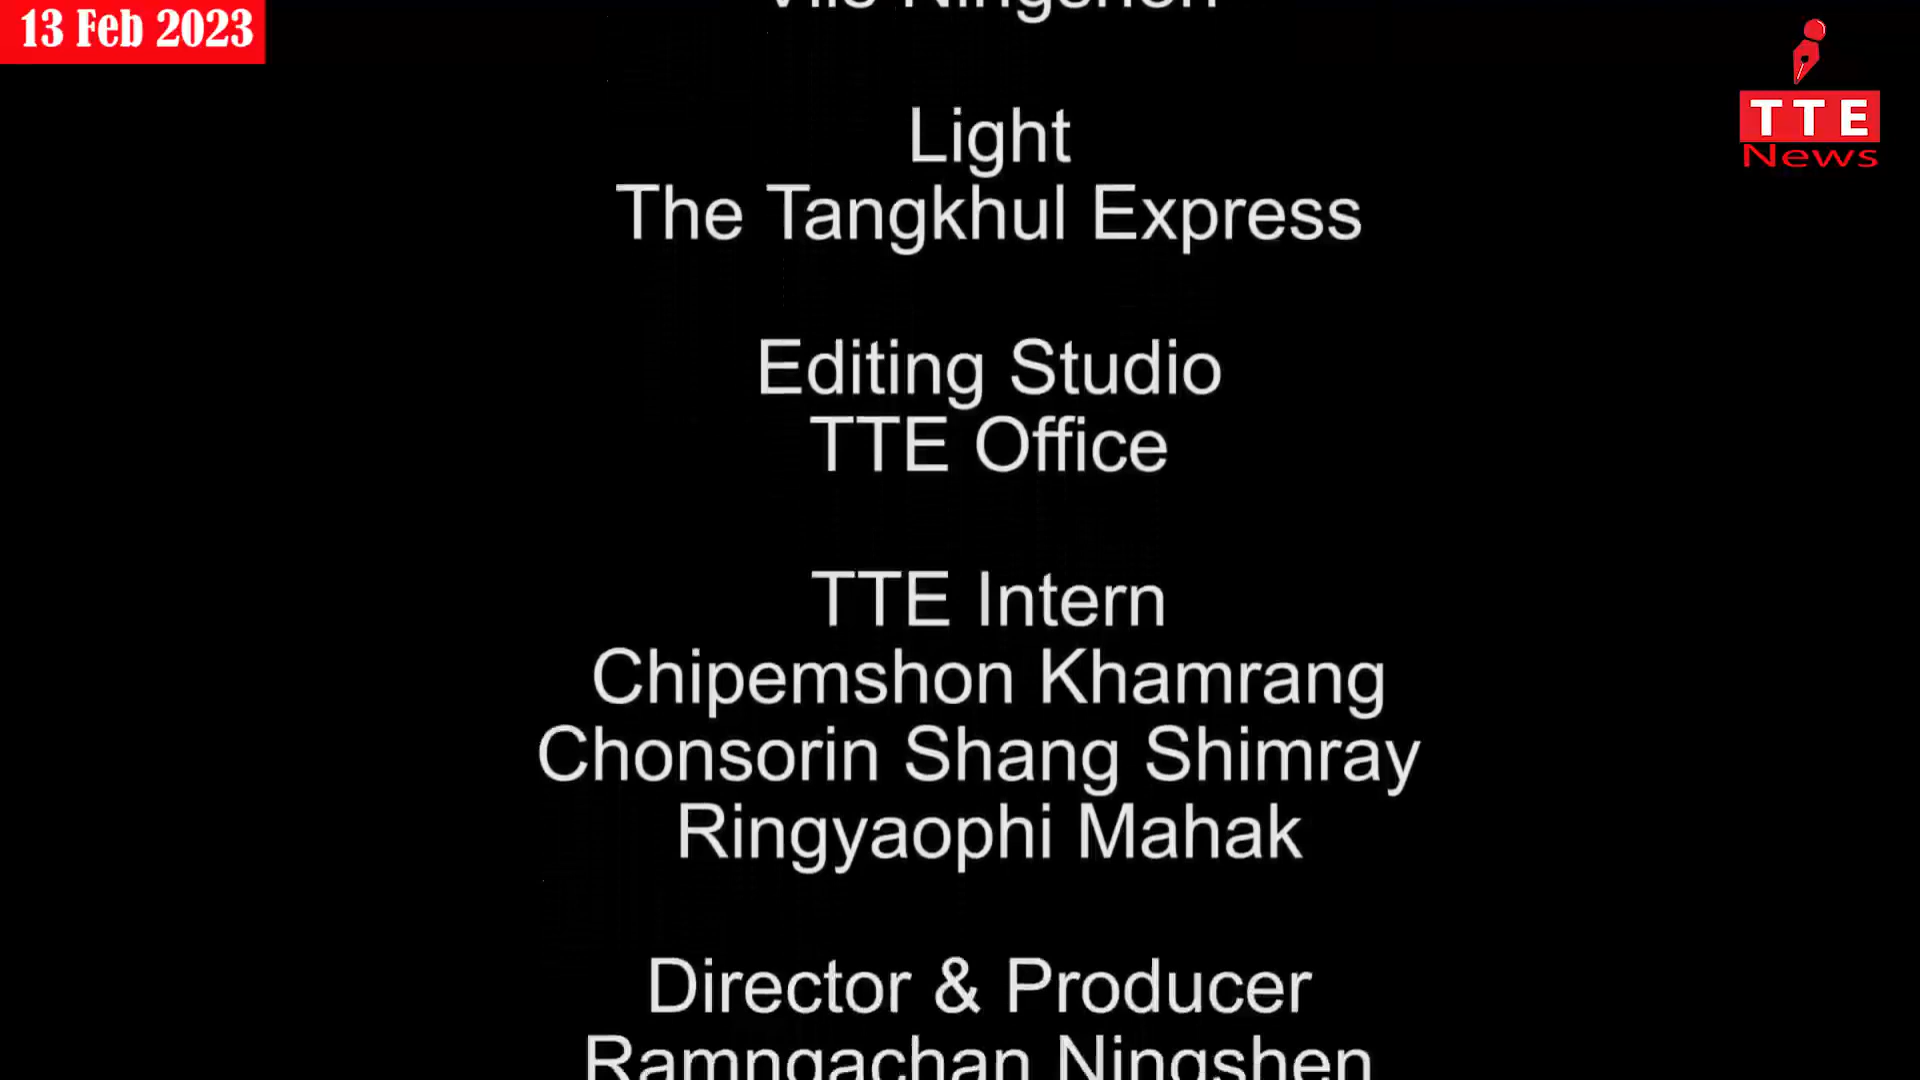 13 Feb 2023
Ningshen
TTE
News
Light
The Tangkhul Express
Editing Studio
TTE Office
TTE Intern
Chipemshon Khamrang
Chonsorin Shang Shimray
Ringyaophi Mahak
Director & Producer
Ramngachan Ningshen